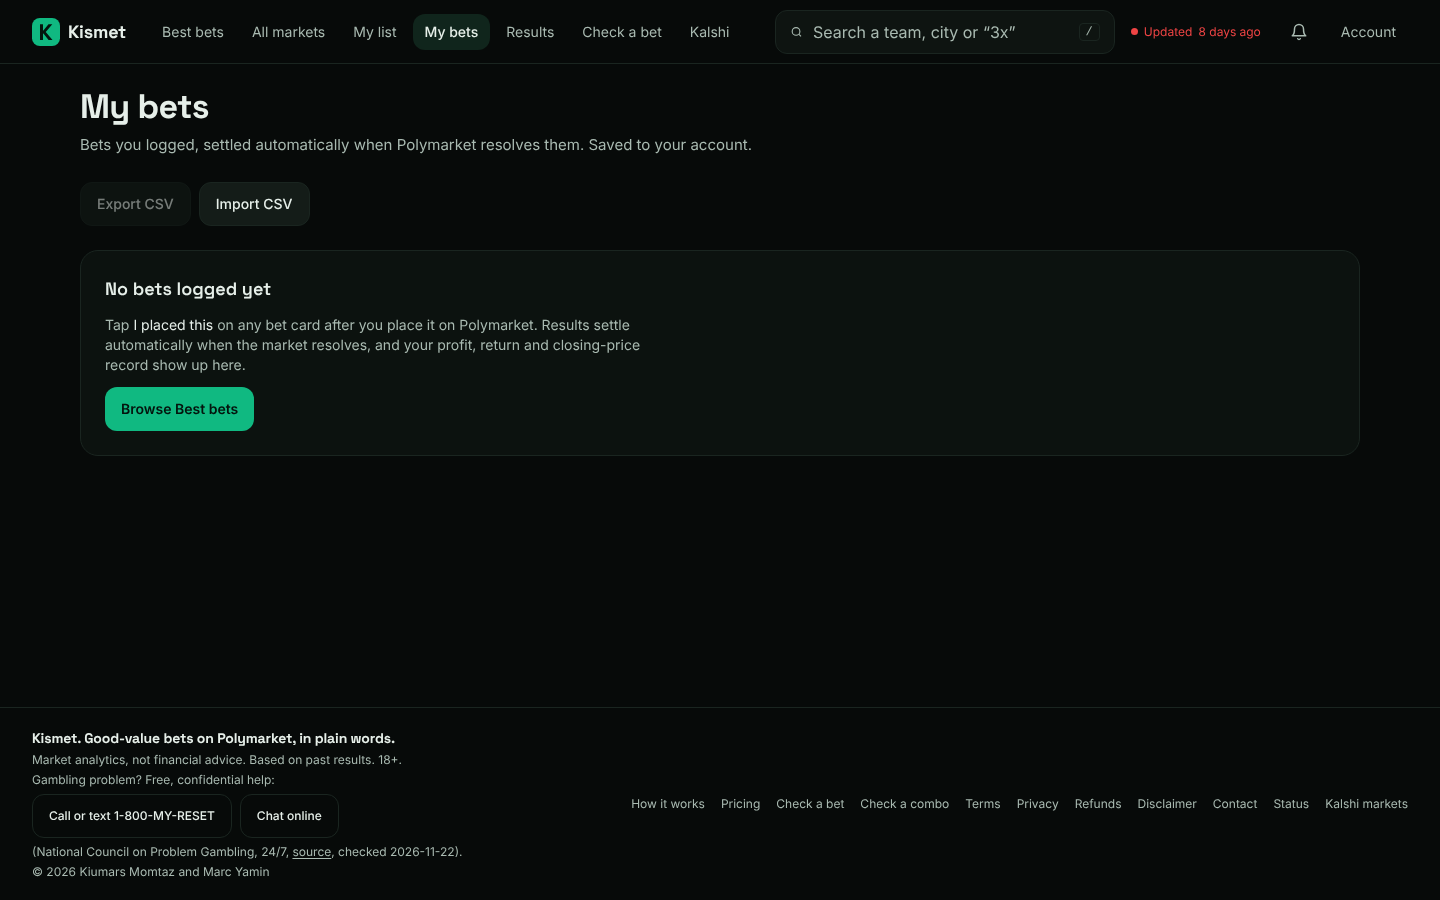 K Kismet Best bets All markets My list My bets Results Check a bet Kalshi Search a team, city or “3x” / Updated 8 days ago Account
My bets
Bets you logged, settled automatically when Polymarket resolves them. Saved to your account.
Export CSV Import CSV
No bets logged yet
Tap I placed this on any bet card after you place it on Polymarket. Results settle
automatically when the market resolves, and your profit, return and closing-price
record show up here.
Browse Best bets
Kismet. Good-value bets on Polymarket, in plain words.
Market analytics, not financial advice. Based on past results. 18+.
Gambling problem? Free, confidential help:
Call or text 1-800-MY-RESET Chat online
(National Council on Problem Gambling, 24/7, source, checked 2026-11-22).
© 2026 Kiumars Momtaz and Marc Yamin
How it works Pricing Check a bet Check a combo Terms Privacy Refunds Disclaimer Contact Status Kalshi markets